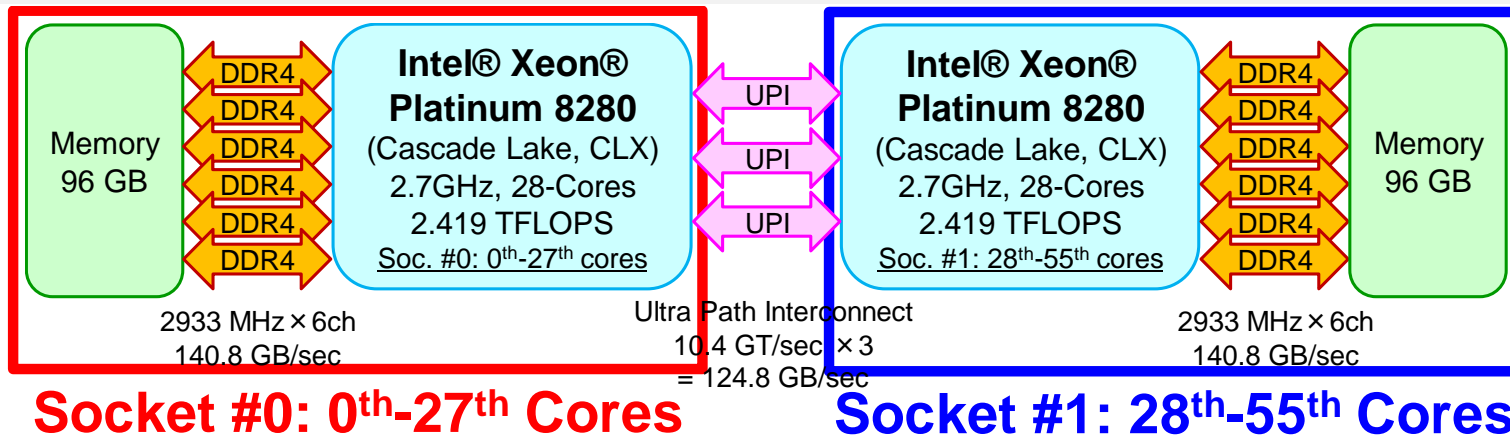 Memory
96 GB
DDR4
DDR4
DDR4
DDR4
DDR4
DDR4
2933 MHz×6ch
140.8 GB/sec
Intel® Xeon®
Platinum 8280
(Cascade Lake, CLX)
2.7GHz, 28-Cores
2.419 TFLOPS
Soc. #0: 0th-27th cores
UPI
UPI
UPI
Ultra Path Interconnect
10.4 GT/sec ×3
= 124.8 GB/sec
Intel® Xeon®
Platinum 8280
(Cascade Lake, CLX)
2.7GHz, 28-Cores
2.419 TFLOPS
Soc. #1: 28th-55th cores
DDR4
DDR4
DDR4
DDR4
DDR4
DDR4
2933 MHz×6ch
140.8 GB/sec
Memory
96 GB
Socket #0: 0th-27th Cores
Socket #1: 28th-55th Cores